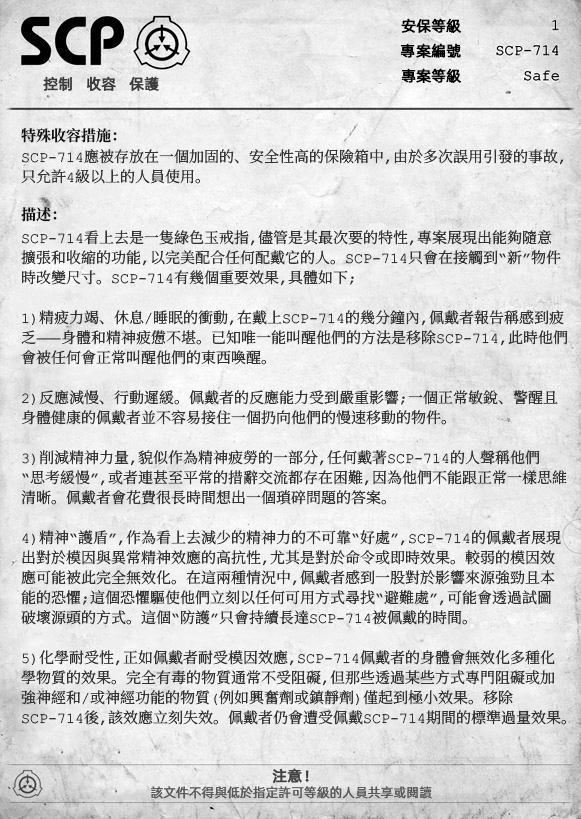 SCP
控制 收容 保護
安保等級 1
專案編號 SCP-714
專案等級 Safe
特殊收容措施:
SCP-714應被存放在一個加固的、安全性高的保險箱中,由於多次誤用引發的事故,
只允許4級以上的人員使用。
描述:
SCP-714看上去是一隻綠色玉戒指,儘管是其最次要的特性,專案展現出能夠隨意
擴張和收縮的功能,以完美配合任何配戴它的人。SCP-714只會在接觸到“新”物件
時改變尺寸。SCP-714有幾個重要效果,具體如下;
1)精疲力竭、休息/睡眠的衝動,在戴上SCP-714的幾分鐘內,佩戴者報告稱感到疲
乏——身體和精神疲憊不堪。已知唯一能叫醒他們的方法是移除SCP-714,此時他們
會被任何會正常叫醒他們的東西喚醒。
2)反應減慢、行動遲緩。佩戴者的反應能力受到嚴重影響;一個正常敏銳、警醒且
身體健康的佩戴者並不容易接住一個扔向他們的慢速移動的物件。
3)削減精神力量,貌似作為精神疲勞的一部分,任何戴著SCP-714的人聲稱他們
“思考緩慢”,或者連甚至平常的措辭交流都存在困難,因為他們不能跟正常一樣思維
清晰。佩戴者會花費很長時間想出一個瑣碎問題的答案。
4)精神“護盾”,作為看上去減少的精神力的不可靠“好處”,SCP-714的佩戴者展現
出對於模因與異常精神效應的高抗性,尤其是對於命令或即時效果。較弱的模因效
應可能被此完全無效化。在這兩種情況中,佩戴者感到一股對於影響來源強勁且本
能的恐懼;這個恐懼驅使他們立刻以任何可用方式尋找“避難處”,可能會透過試圖
破壞源頭的方式。這個“防護”只會持續長達SCP-714被佩戴的時間。
5)化學耐受性,正如佩戴者耐受模因效應,SCP-714佩戴者的身體會無效化多種化
學物質的效果。完全有毒的物質通常不受阻礙,但那些透過某些方式專門阻礙或加
強神經和/或神經功能的物質(例如興奮劑或鎮靜劑)僅起到極小效果。移除
SCP-714後,該效應立刻失效。佩戴者仍會遭受佩戴SCP-714期間的標準過量效果。
注意!
該文件不得與低於指定許可等級的人員共享或閱讀